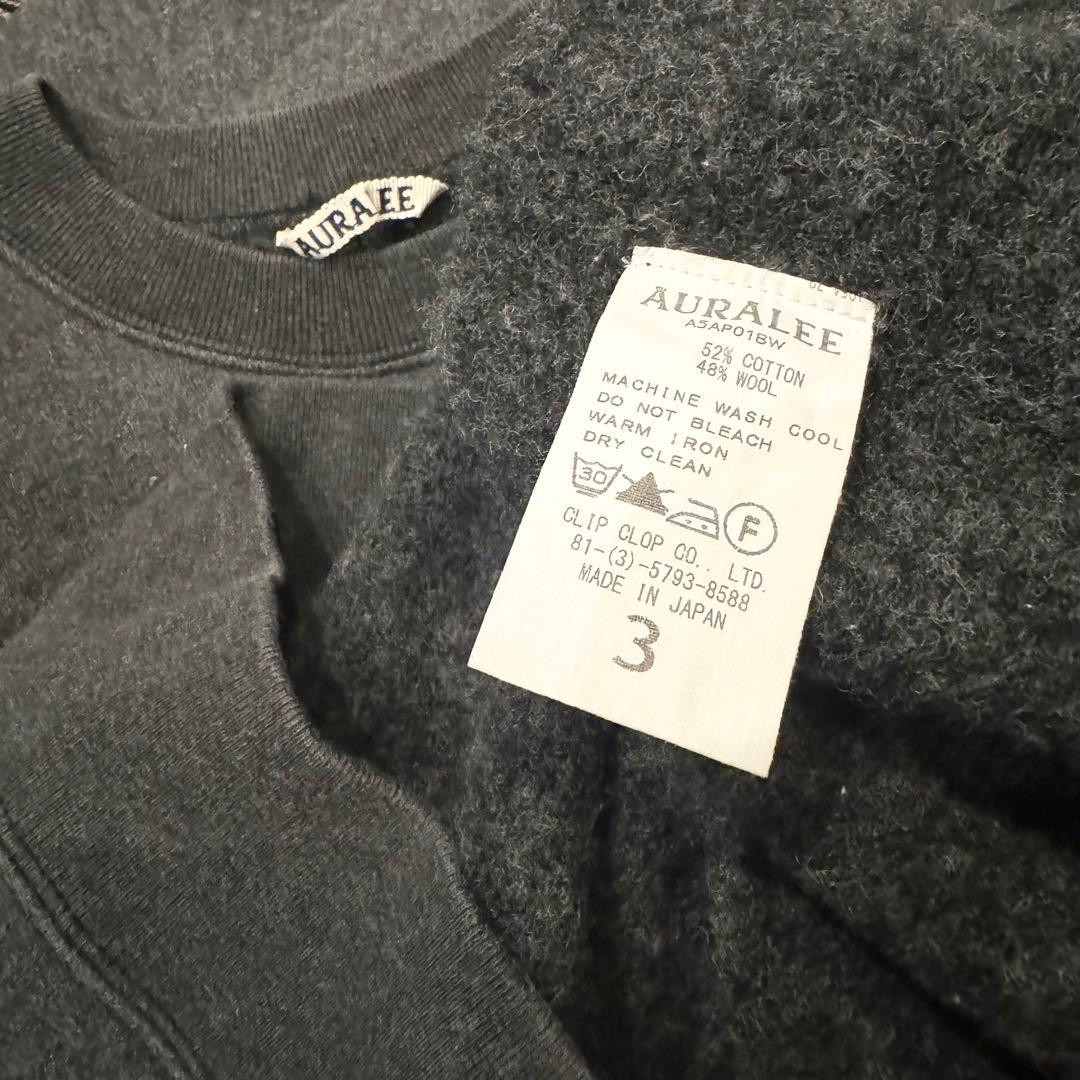 AURALEE
AURALEE
A5AP01BW
52% COTTON
48% WOOL
MACHINE WASH COOL
DO NOT BLEACH
WARM IRON
DRY CLEAN
30
F
CLIP CLOP CO., LTD.
81-(3)-5793-8588
MADE IN JAPAN
3